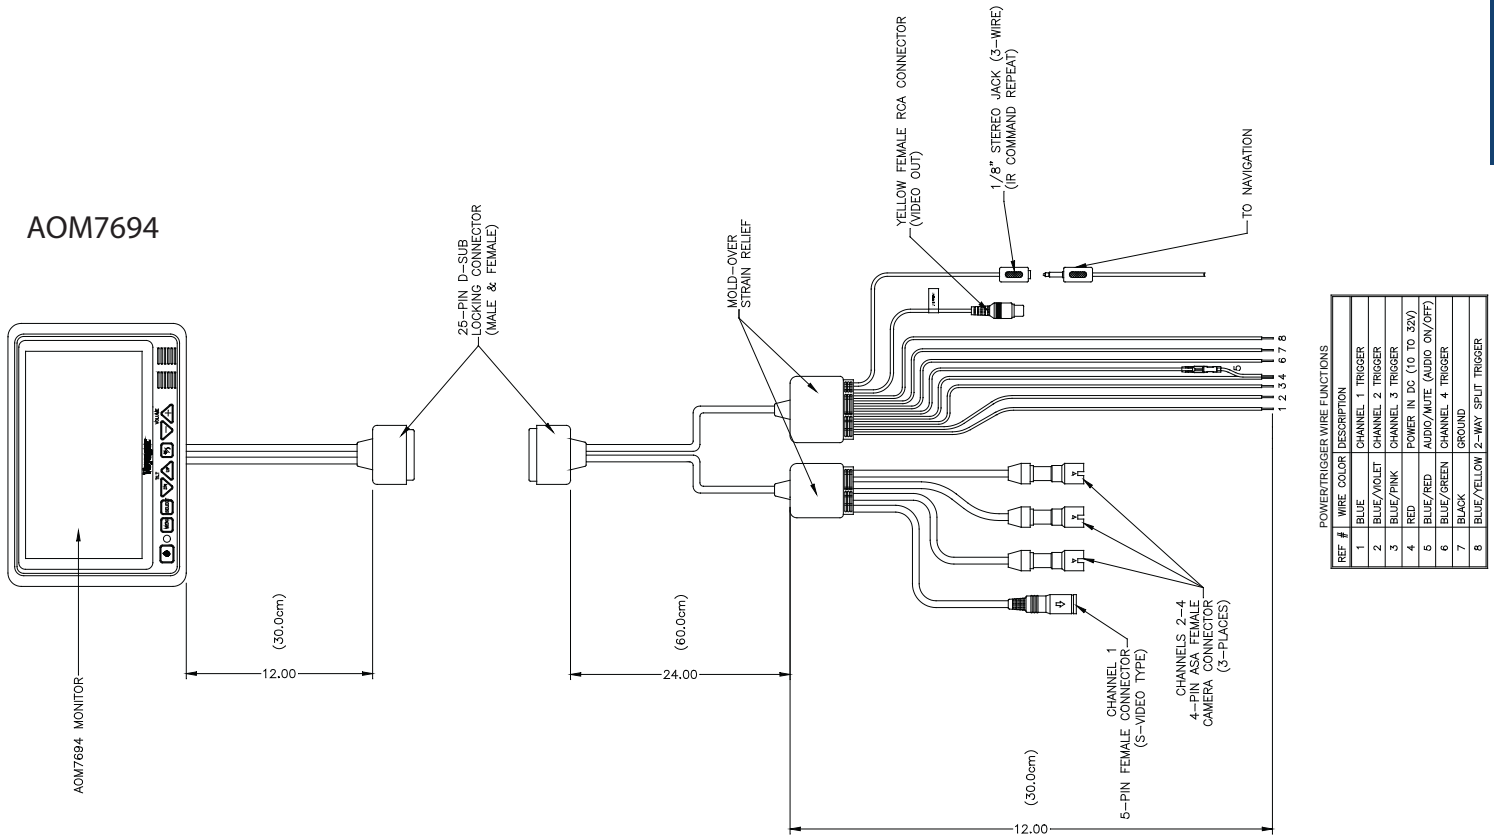 AOM7694
AOM7694 MONITOR
Voyager
VOLUME
MENU
SELECT
12.00
(30.0cm)
25-PIN D-SUB
LOCKING CONNECTOR
(MALE & FEMALE)
24.00
(60.0cm)
MOLD-OVER
STRAIN RELIEF
YELLOW FEMALE RCA CONNECTOR
(VIDEO OUT)
1/8" STEREO JACK (3-WIRE)
(IR COMMAND REPEAT)
TO NAVIGATION
1 2 3 4 6 7 8
5
CHANNEL 1
5-PIN FEMALE CONNECTOR
(S-VIDEO TYPE)
CHANNELS 2-4
4-PIN ASA FEMALE
CAMERA CONNECTOR
(3-PLACES)
12.00
(30.0cm)
POWER/TRIGGER WIRE FUNCTIONS
REF # WIRE COLOR DESCRIPTION
1 BLUE CHANNEL 1 TRIGGER
2 BLUE/VIOLET CHANNEL 2 TRIGGER
3 BLUE/PINK CHANNEL 3 TRIGGER
4 RED POWER IN DC (10 TO 32V)
5 BLUE/RED AUDIO/MUTE (AUDIO ON/OFF)
6 BLUE/GREEN CHANNEL 4 TRIGGER
7 BLACK GROUND
8 BLUE/YELLOW 2-WAY SPLIT TRIGGER